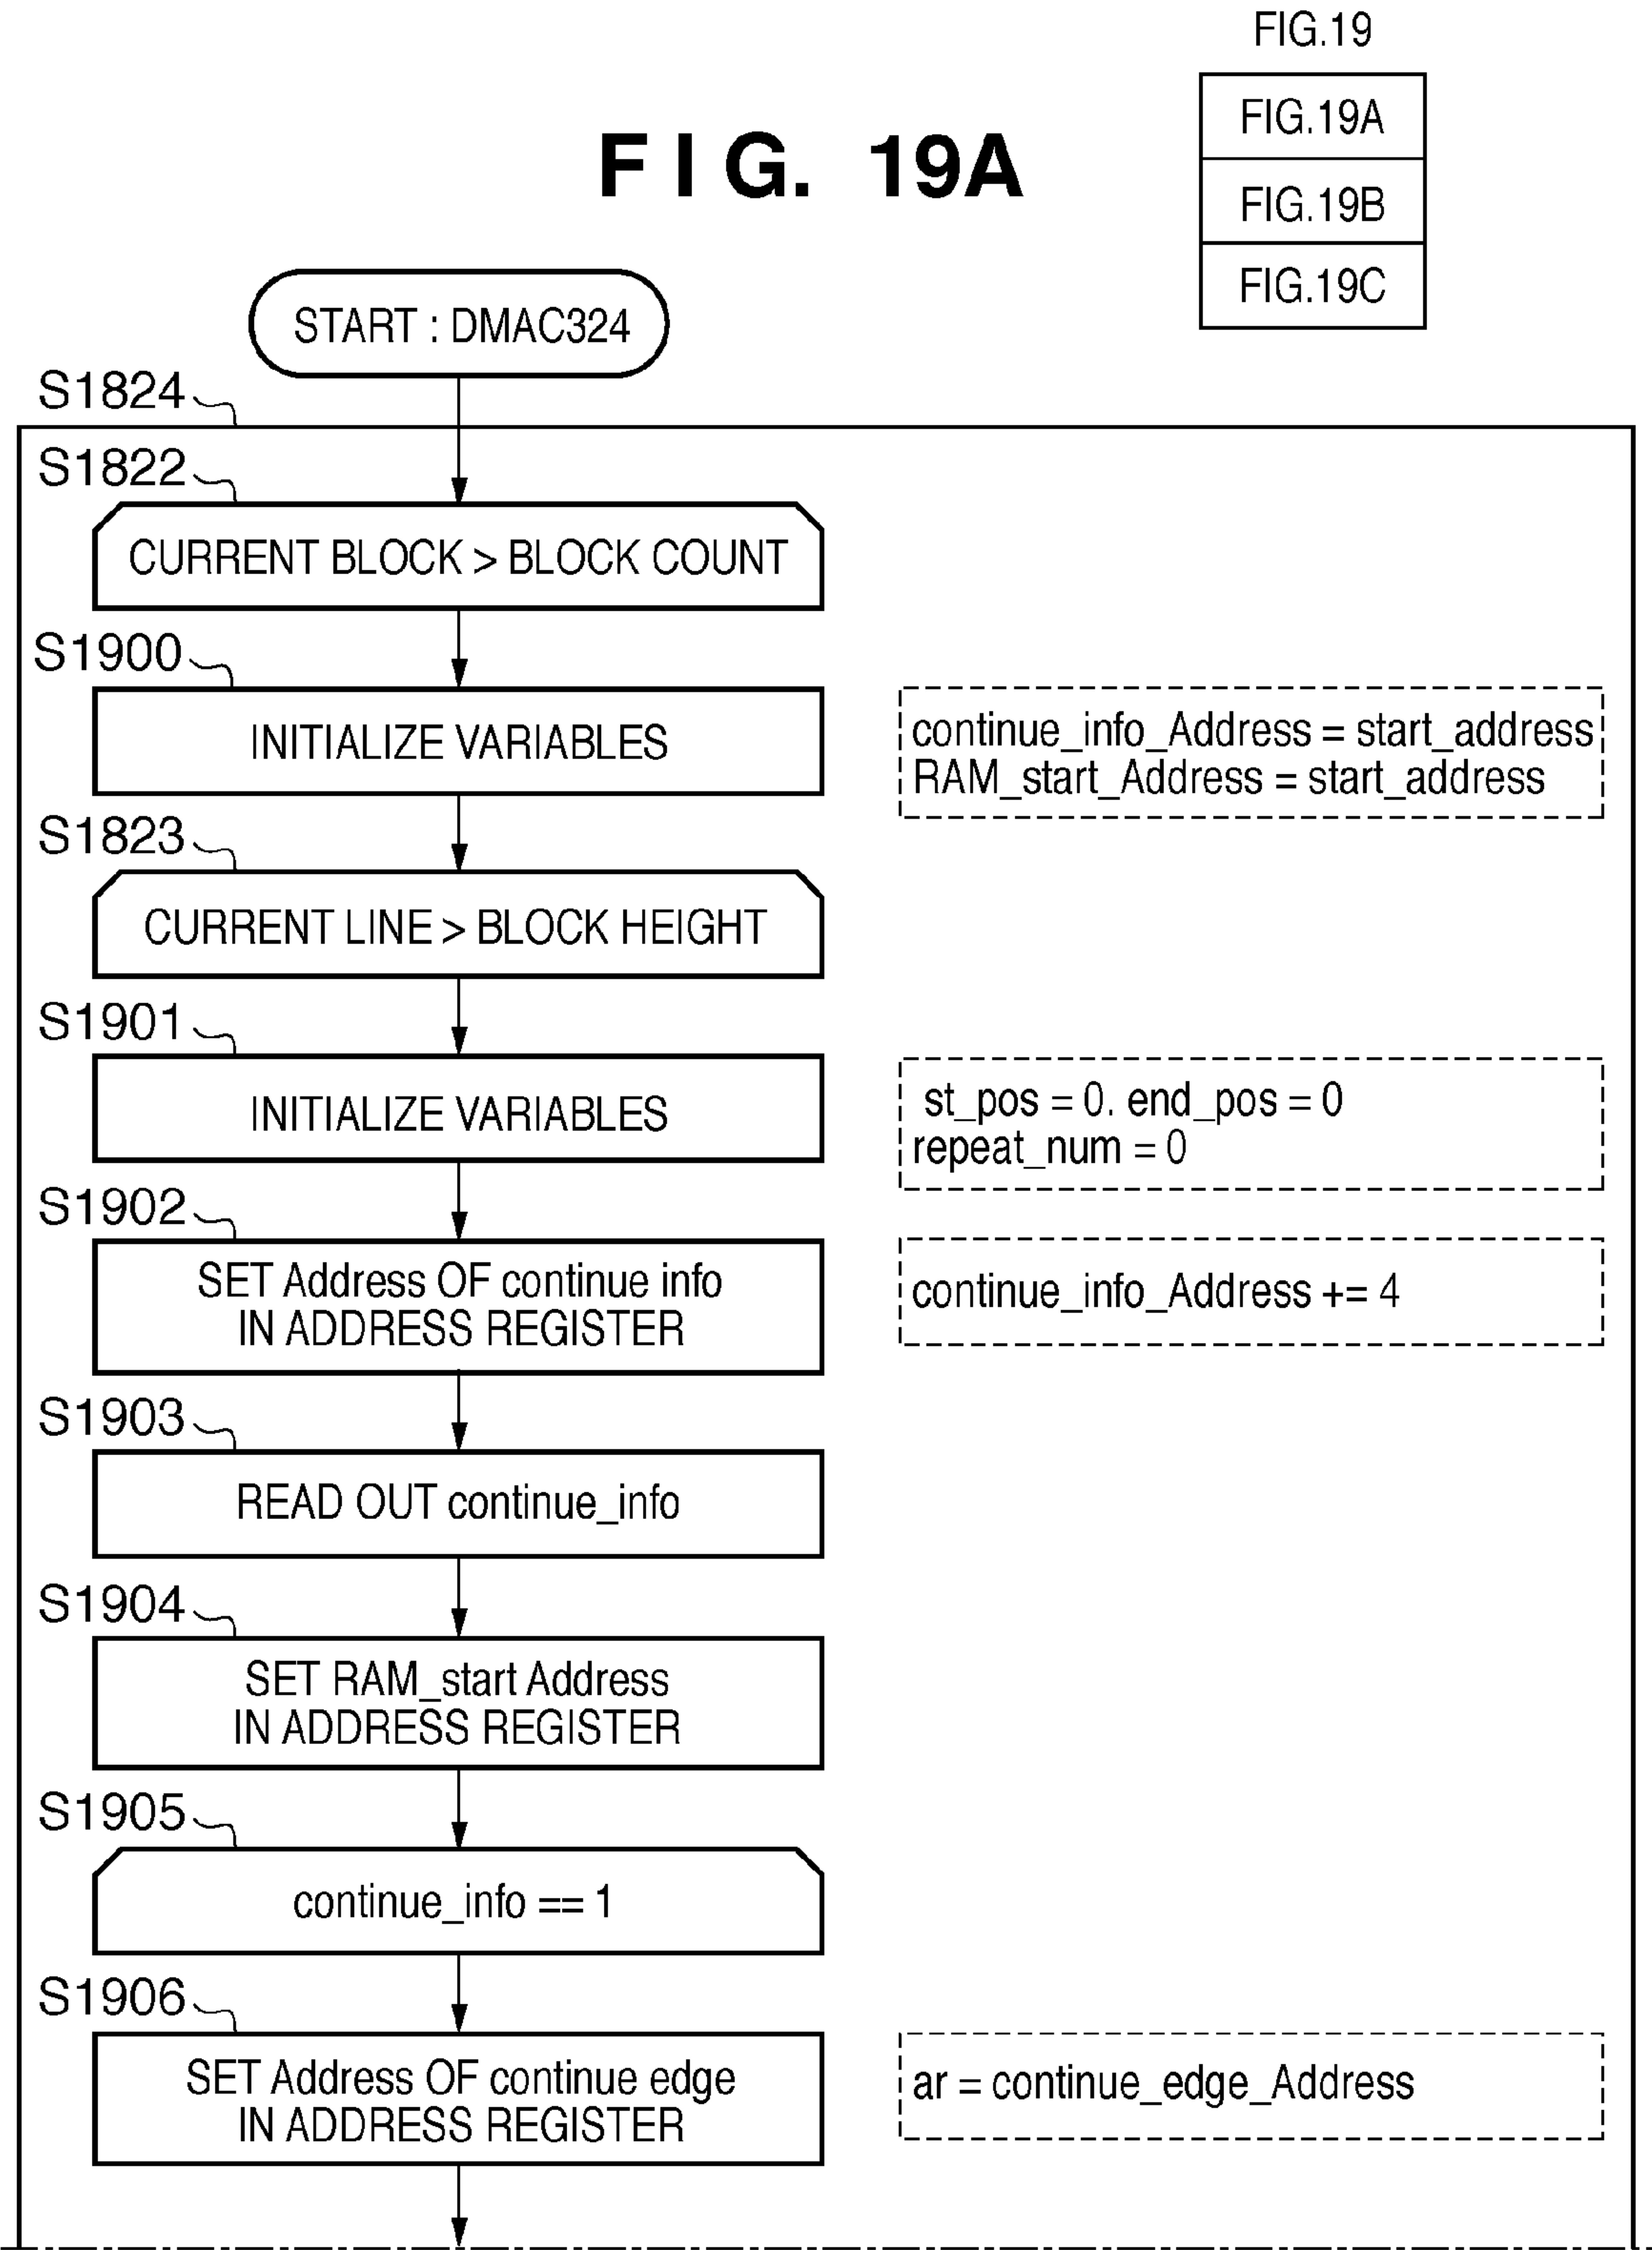 FIG.19
FIG.19A
FIG.19B
FIG.19C
FIG. 19A
START : DMAC324
S1824
S1822
CURRENT BLOCK > BLOCK COUNT
S1900
INITIALIZE VARIABLES
continue_info_Address = start_address
RAM_start_Address = start_address
S1823
CURRENT LINE > BLOCK HEIGHT
S1901
INITIALIZE VARIABLES
st_pos = 0. end_pos = 0
repeat_num = 0
S1902
SET Address OF continue info
IN ADDRESS REGISTER
continue_info_Address += 4
S1903
READ OUT continue_info
S1904
SET RAM_start Address
IN ADDRESS REGISTER
S1905
continue_info == 1
S1906
SET Address OF continue edge
IN ADDRESS REGISTER
ar = continue_edge_Address